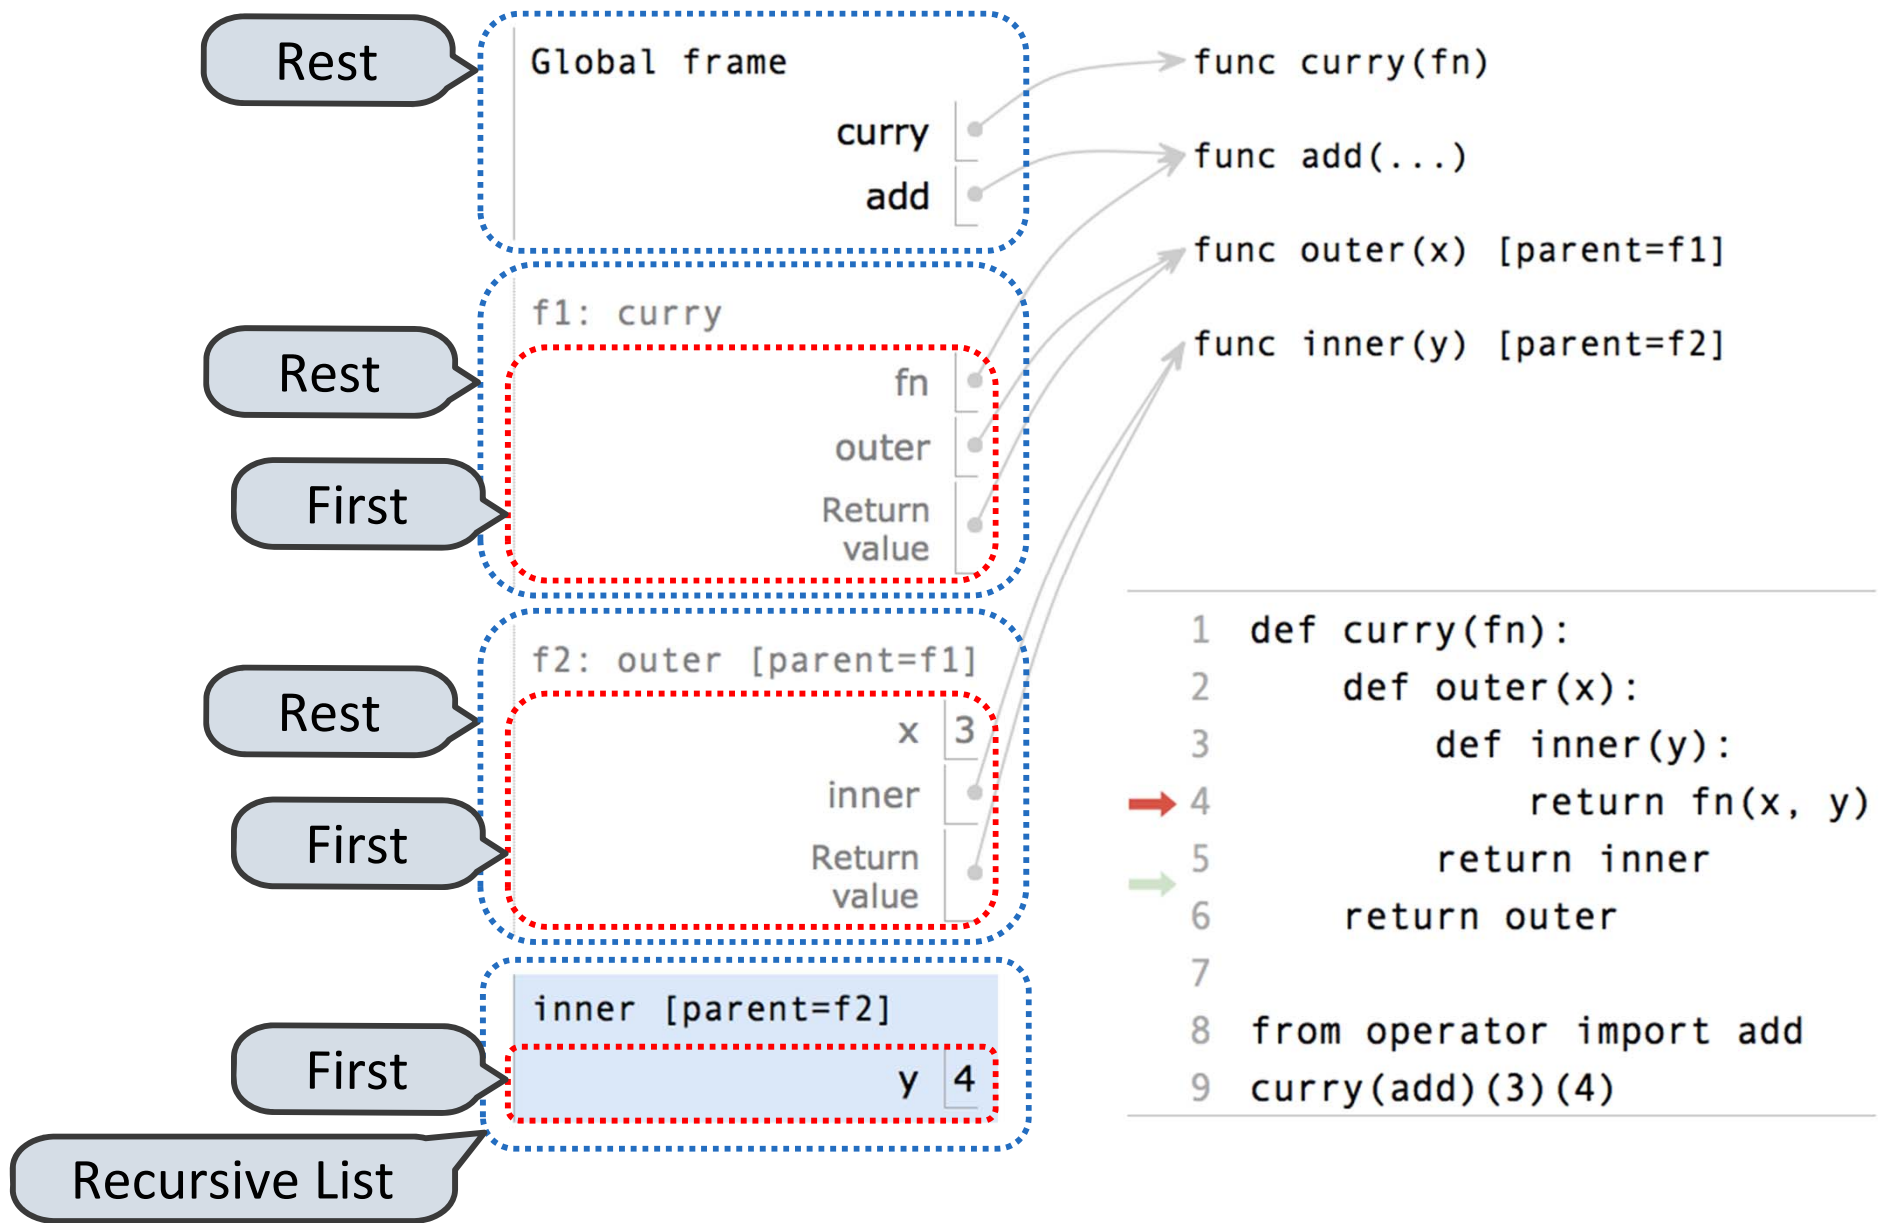 Rest
Global frame
curry
add
func curry(fn)
func add(...)
func outer(x) [parent=f1]
func inner(y) [parent=f2]
Rest
f1: curry
fn
outer
Return
value
First
Rest
f2: outer [parent=f1]
x 3
inner
Return
value
First
inner [parent=f2]
y 4
First
Recursive List
1 def curry(fn):
2 def outer(x):
3 def inner(y):
4 return fn(x, y)
5 return inner
6 return outer
7
8 from operator import add
9 curry(add)(3)(4)